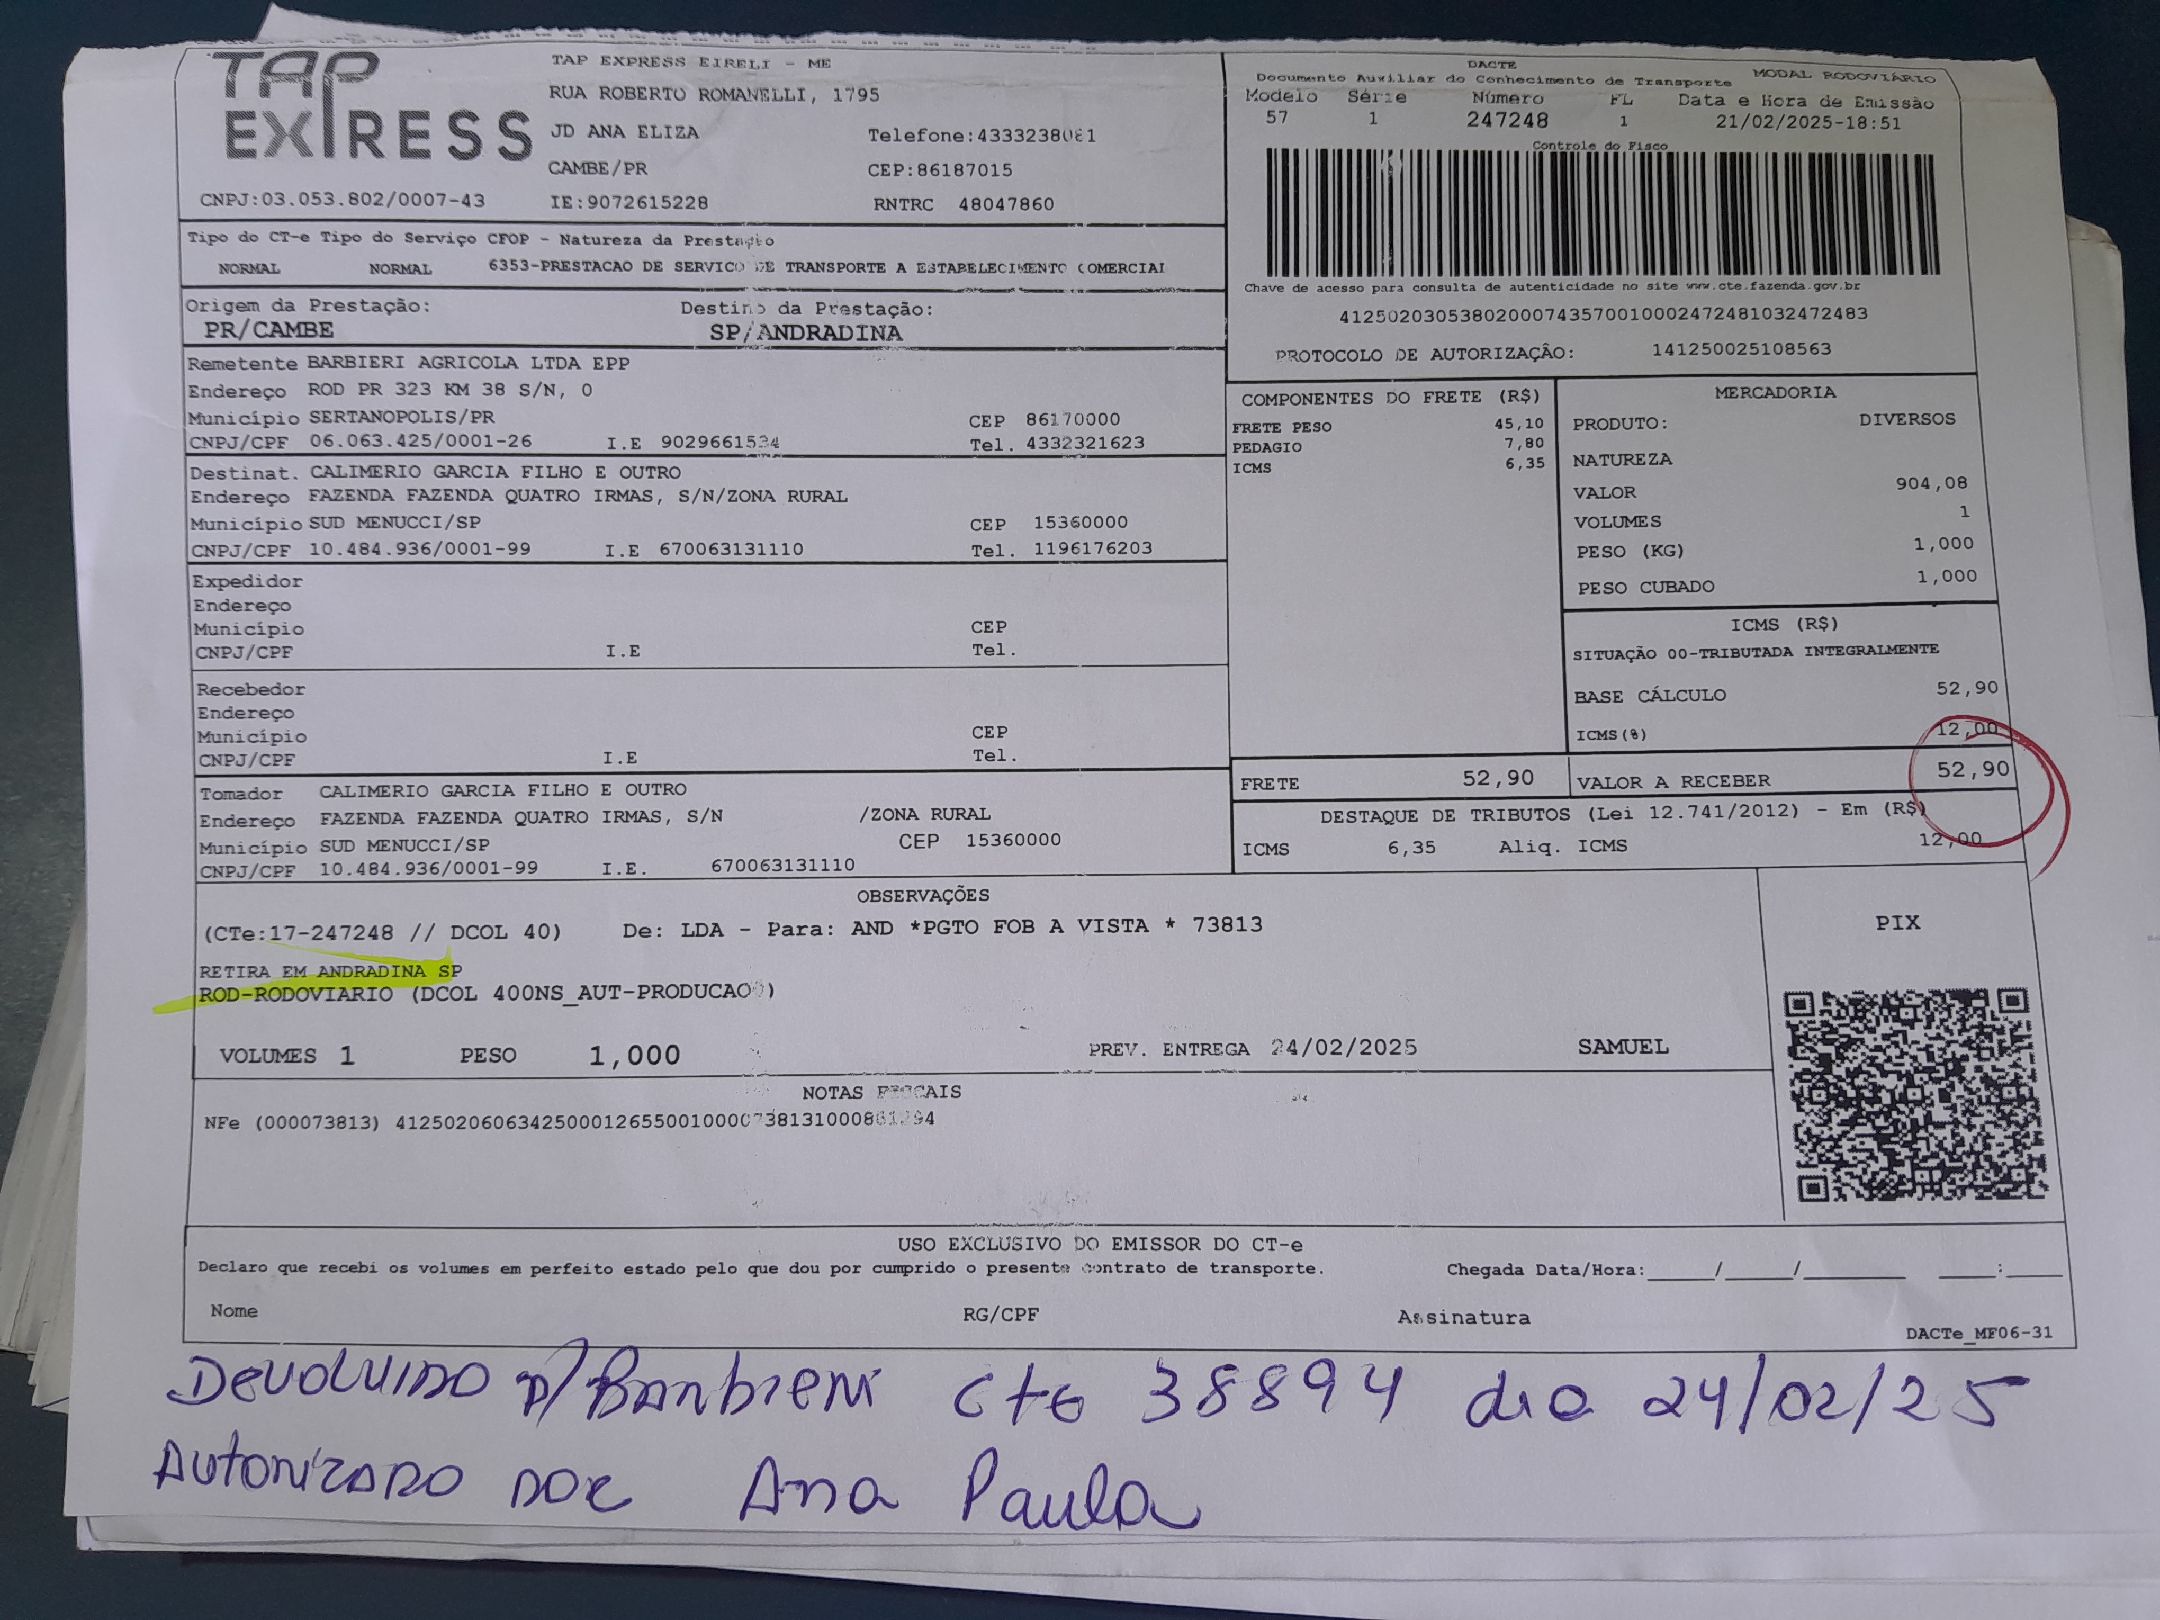 TAP EXPRESS
TAP EXPRESS EIRELI - ME
RUA ROBERTO ROMANELLI, 1795
JD ANA ELIZA Telefone:4333238081
CAMBE/PR CEP:86187015
CNPJ:03.053.802/0007-43 IE:9072615228 RNTRC 48047860
DACTE MODAL RODOVIÁRIO
Documento Auxiliar do Conhecimento de Transporte
Modelo Série Número FL Data e Hora de Emissão
57 1 247248 1 21/02/2025-18:51
Controle do Fisco
Chave de acesso para consulta de autenticidade no site www.cte.fazenda.gov.br
41250203053802000743570010002472481032472483
PROTOCOLO DE AUTORIZAÇÃO: 141250025108563
Tipo do CT-e Tipo do Serviço CFOP - Natureza da Prestação
NORMAL NORMAL 6353-PRESTACAO DE SERVICO DE TRANSPORTE A ESTABELECIMENTO COMERCIAL
Origem da Prestação: Destino da Prestação:
PR/CAMBE SP/ANDRADINA
Remetente BARBIERI AGRICOLA LTDA EPP
Endereço ROD PR 323 KM 38 S/N, 0
Município SERTANOPOLIS/PR CEP 86170000
CNPJ/CPF 06.063.425/0001-26 I.E 9029661534 Tel. 4332321623
Destinat. CALIMERIO GARCIA FILHO E OUTRO
Endereço FAZENDA FAZENDA QUATRO IRMAS, S/N/ZONA RURAL
Município SUD MENUCCI/SP CEP 15360000
CNPJ/CPF 10.484.936/0001-99 I.E 670063131110 Tel. 1196176203
Expedidor
Endereço
Município CEP
CNPJ/CPF I.E Tel.
Recebedor
Endereço
Município CEP
CNPJ/CPF I.E Tel.
Tomador CALIMERIO GARCIA FILHO E OUTRO
Endereço FAZENDA FAZENDA QUATRO IRMAS, S/N /ZONA RURAL
Município SUD MENUCCI/SP CEP 15360000
CNPJ/CPF 10.484.936/0001-99 I.E. 670063131110
COMPONENTES DO FRETE (R$)
FRETE PESO 45,10
PEDAGIO 7,80
ICMS 6,35
MERCADORIA
PRODUTO: DIVERSOS
NATUREZA
VALOR 904,08
VOLUMES 1
PESO (KG) 1,000
PESO CUBADO 1,000
ICMS (R$)
SITUAÇÃO 00-TRIBUTADA INTEGRALMENTE
BASE CÁLCULO 52,90
ICMS(%) 12,00
FRETE 52,90 VALOR A RECEBER 52,90
DESTAQUE DE TRIBUTOS (Lei 12.741/2012) - Em (R$)
ICMS 6,35 Aliq. ICMS 12,00
OBSERVAÇÕES
(CTe:17-247248 // DCOL 40) De: LDA - Para: AND *PGTO FOB A VISTA * 73813
RETIRA EM ANDRADINA SP
ROD-RODOVIARIO (DCOL 400NS_AUT-PRODUCAO)
VOLUMES 1 PESO 1,000 PREV. ENTREGA 24/02/2025 SAMUEL
PIX
NOTAS FISCAIS
NFe (000073813)
USO EXCLUSIVO DO EMISSOR DO CT-e
Declaro que recebi os volumes em perfeito estado pelo que dou por cumprido o presente contrato de transporte. Chegada Data/Hora:_____/_____/________ _____:_____
Nome RG/CPF Assinatura
DACTe_MF06-31
Devolvido p/ Barbieri cte 38894 dia 24/02/25
Autorizado por Ana Paula